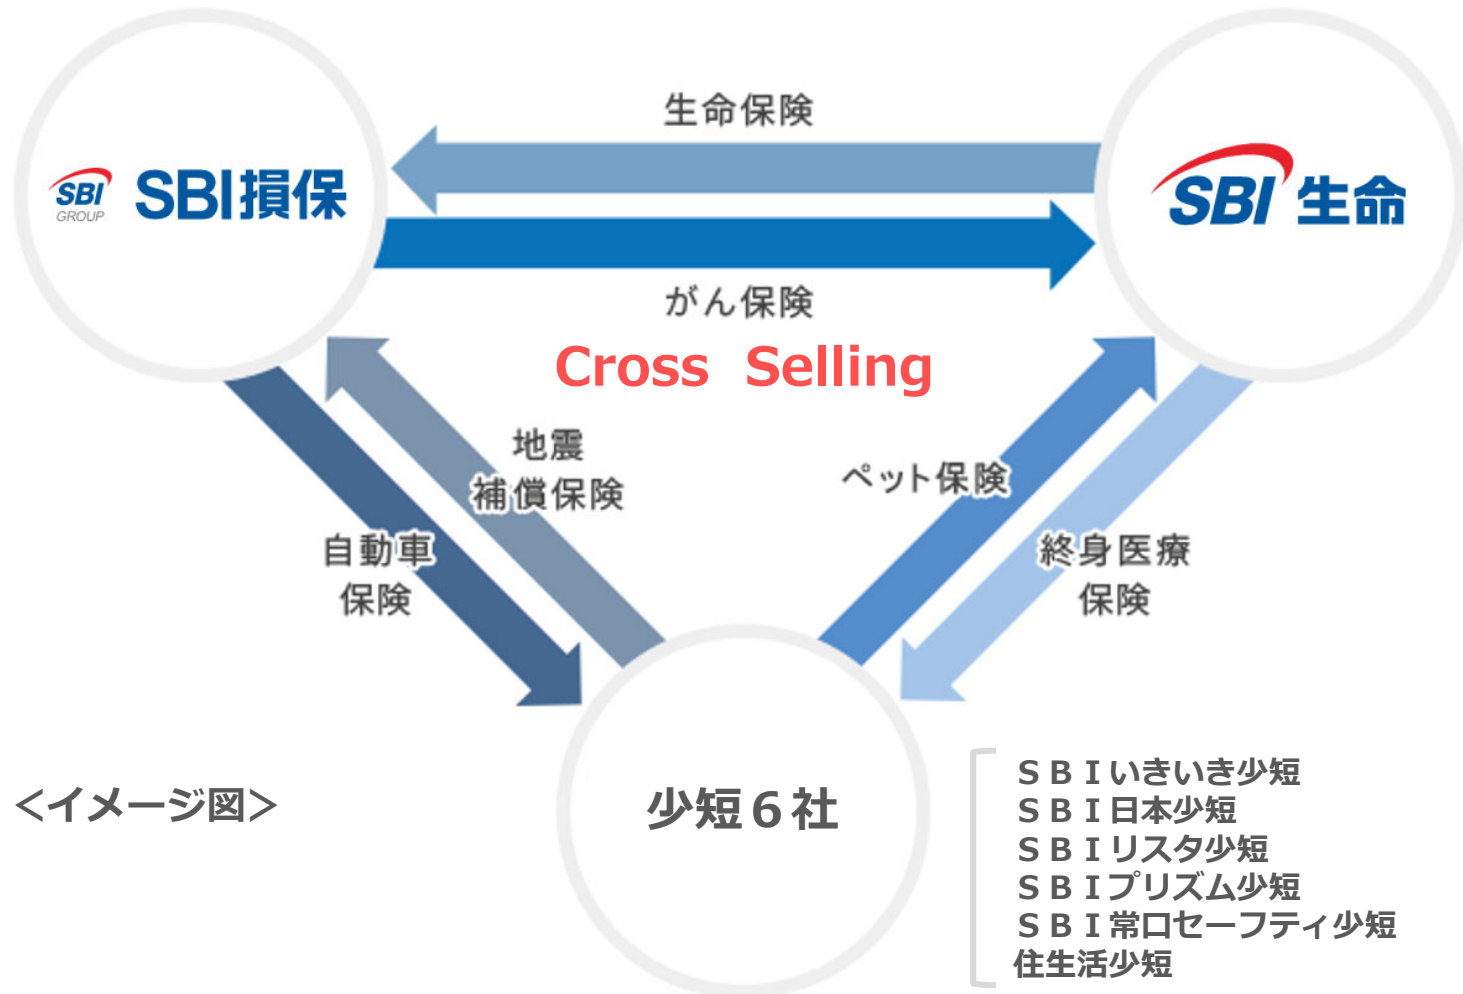 生命保険
SBI GROUP SBI損保
SBI 生命
がん保険
Cross Selling
地震
補償保険
ペット保険
自動車
保険
終身医療
保険
<イメージ図>
少短６社
ＳＢＩいきいき少短
ＳＢＩ日本少短
ＳＢＩリスタ少短
ＳＢＩプリズム少短
ＳＢＩ常口セーフティ少短
住生活少短